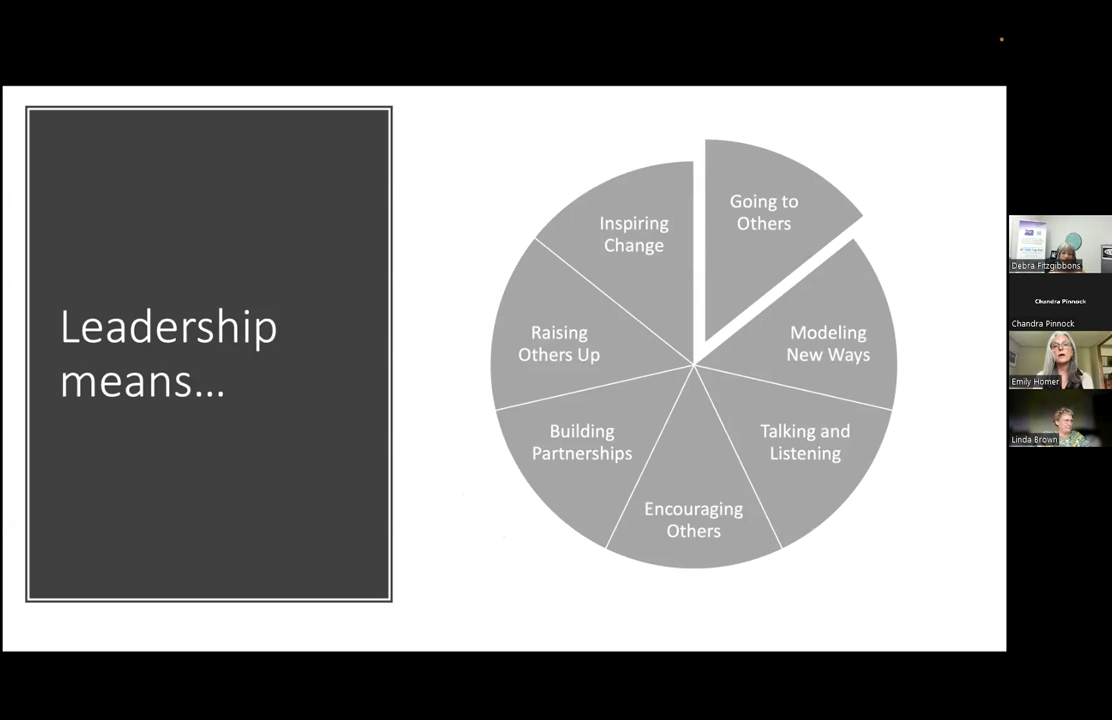 Leadership
means...
Going to
Others
Inspiring
Change
Modeling
New Ways
Raising
Others Up
Talking and
Listening
Building
Partnerships
Encouraging
Others
Debra Fitzgibbons
Chandra Pinnock
Chandra Pinnock
Emily Homer
Linda Brown